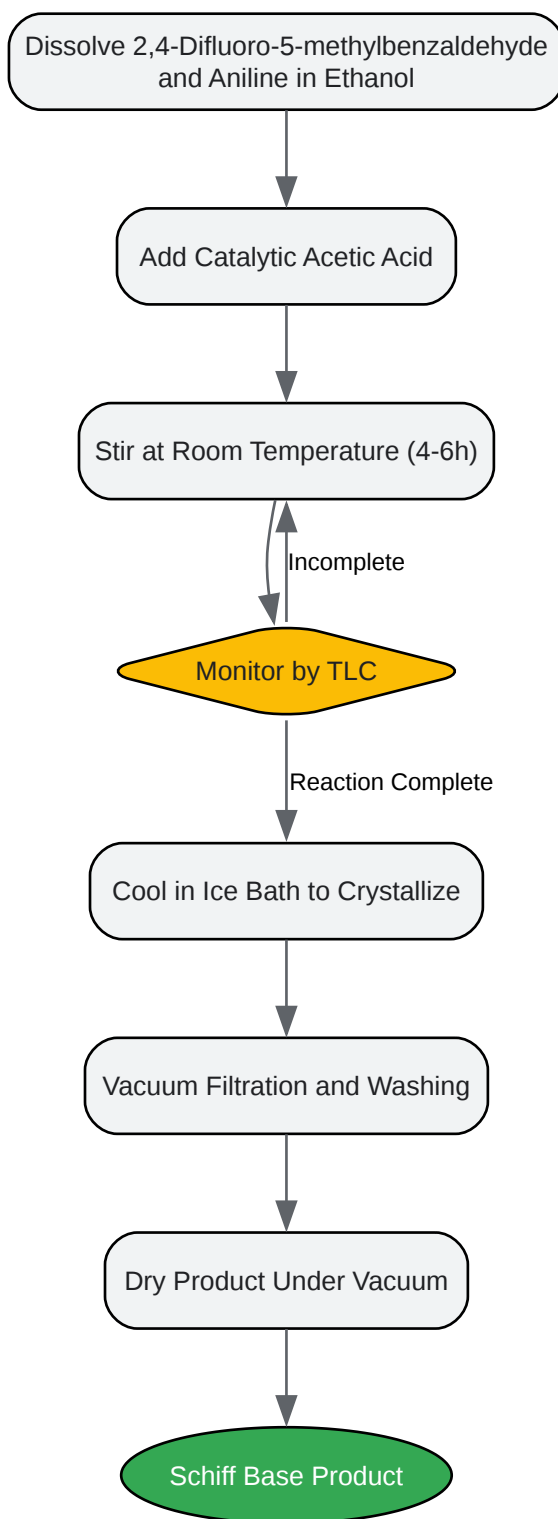 Dissolve 2,4-Difluoro-5-methylbenzaldehyde
and Aniline in Ethanol
Add Catalytic Acetic Acid
Stir at Room Temperature (4-6h)
Incomplete
Monitor by TLC
Reaction Complete
Cool in Ice Bath to Crystallize
Vacuum Filtration and Washing
Dry Product Under Vacuum
Schiff Base Product